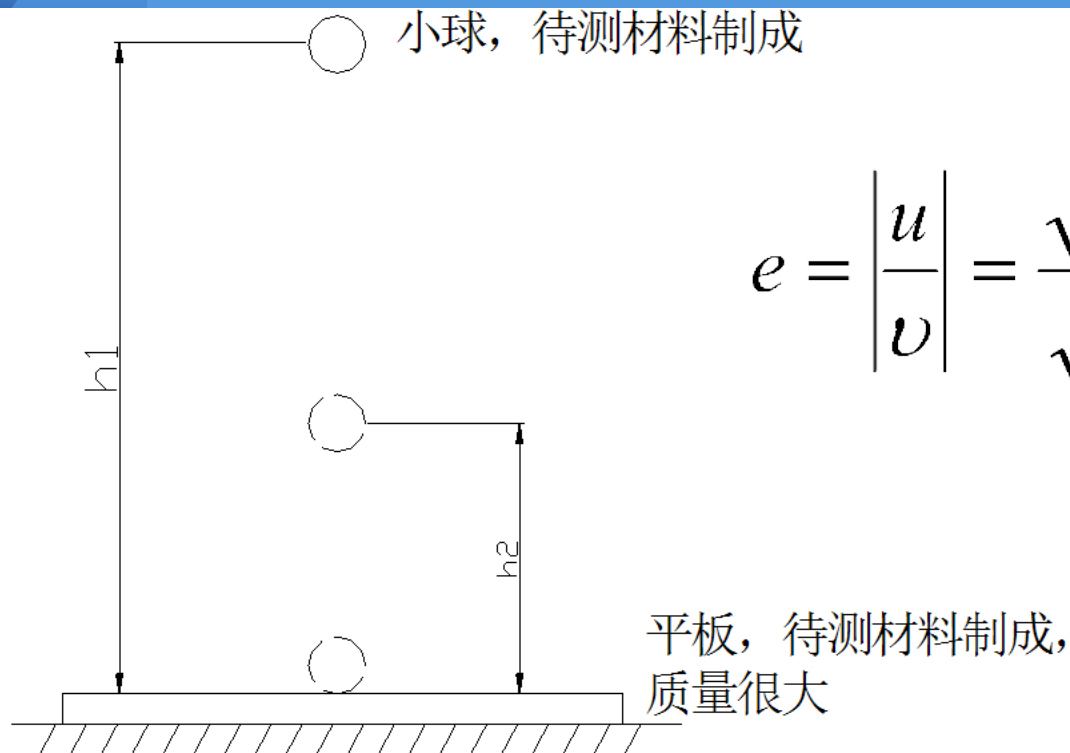 小球，待测材料制成
e = |u/υ| =
h1
h2
平板，待测材料制成，
质量很大